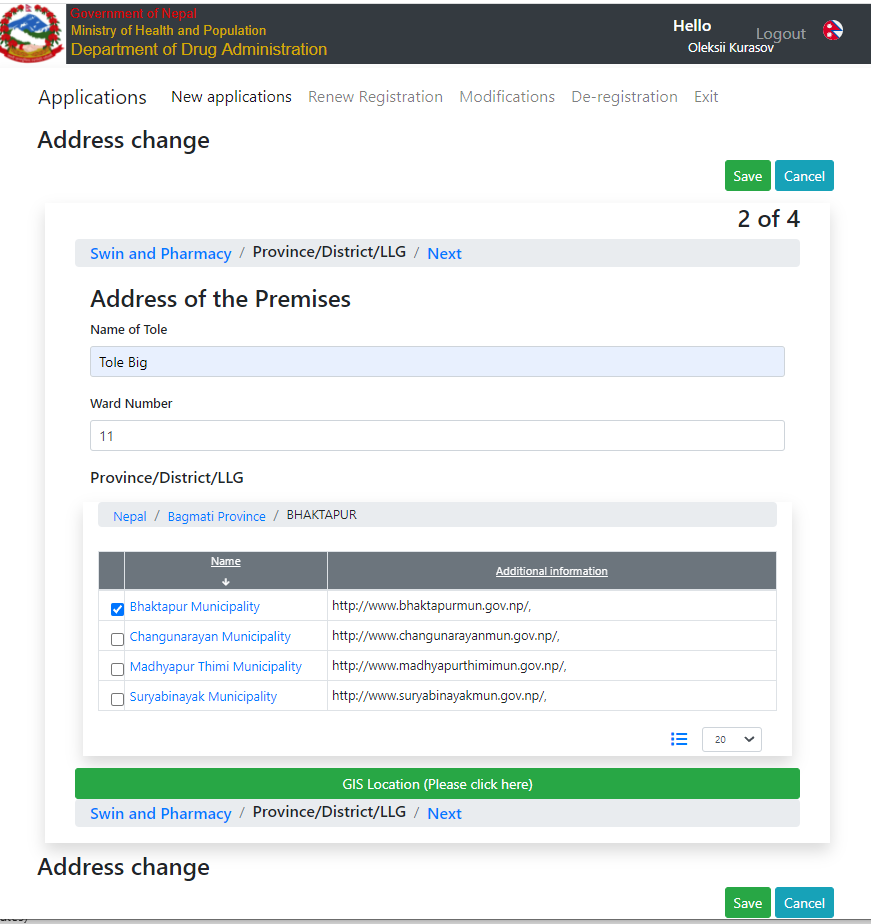 Government of Nepal
Ministry of Health and Population
Department of Drug Administration
Hello
Oleksii Kurasov
Logout
Applications New applications Renew Registration Modifications De-registration Exit
Address change
Save Cancel
2 of 4
Swin and Pharmacy / Province/District/LLG / Next
Address of the Premises
Name of Tole
Tole Big
Ward Number
11
Province/District/LLG
Nepal / Bagmati Province / BHAKTAPUR
Name Additional information
Bhaktapur Municipality http://www.bhaktapurmun.gov.np/,
Changunarayan Municipality http://www.changunarayanmun.gov.np/,
Madhyapur Thimi Municipality http://www.madhyapurthimimun.gov.np/,
Suryabinayak Municipality http://www.suryabinayakmun.gov.np/,
20
GIS Location (Please click here)
Swin and Pharmacy / Province/District/LLG / Next
Address change
Save Cancel